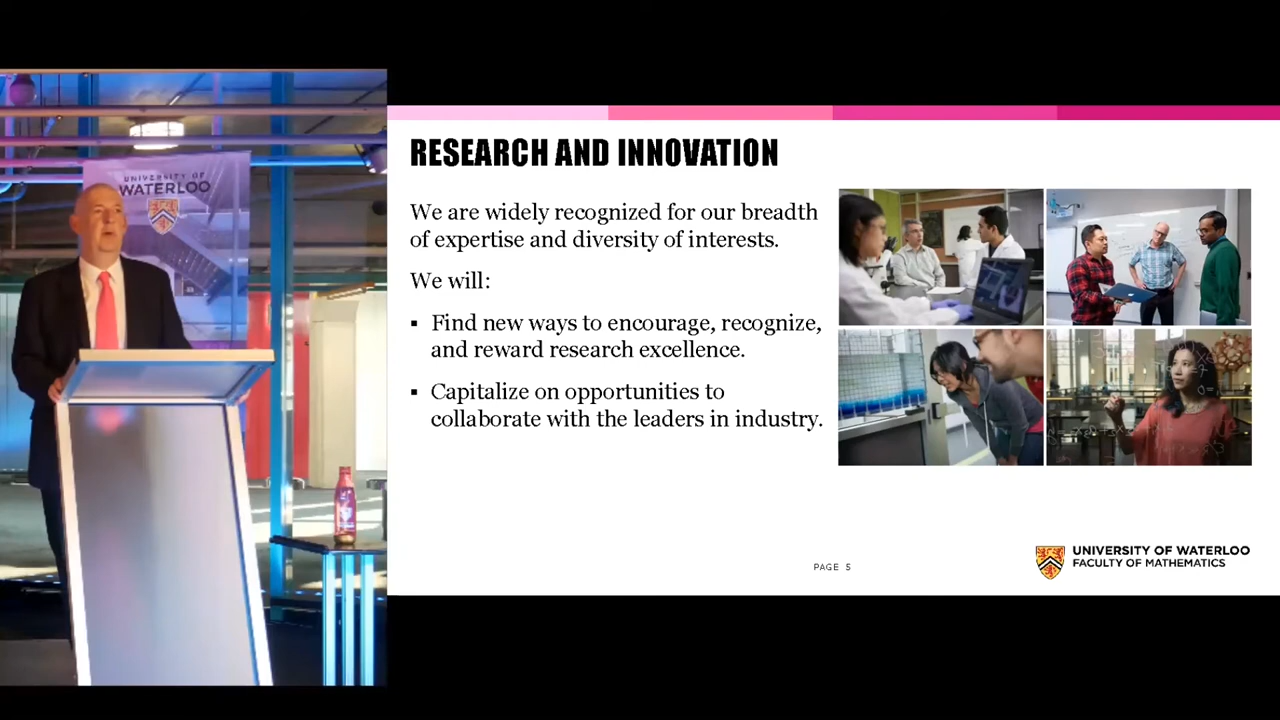 UNIVERSITY OF
WATERLOO
RESEARCH AND INNOVATION
We are widely recognized for our breadth
of expertise and diversity of interests.
We will:
▪ Find new ways to encourage, recognize,
and reward research excellence.
▪ Capitalize on opportunities to
collaborate with the leaders in industry.
PAGE 5
UNIVERSITY OF WATERLOO
FACULTY OF MATHEMATICS